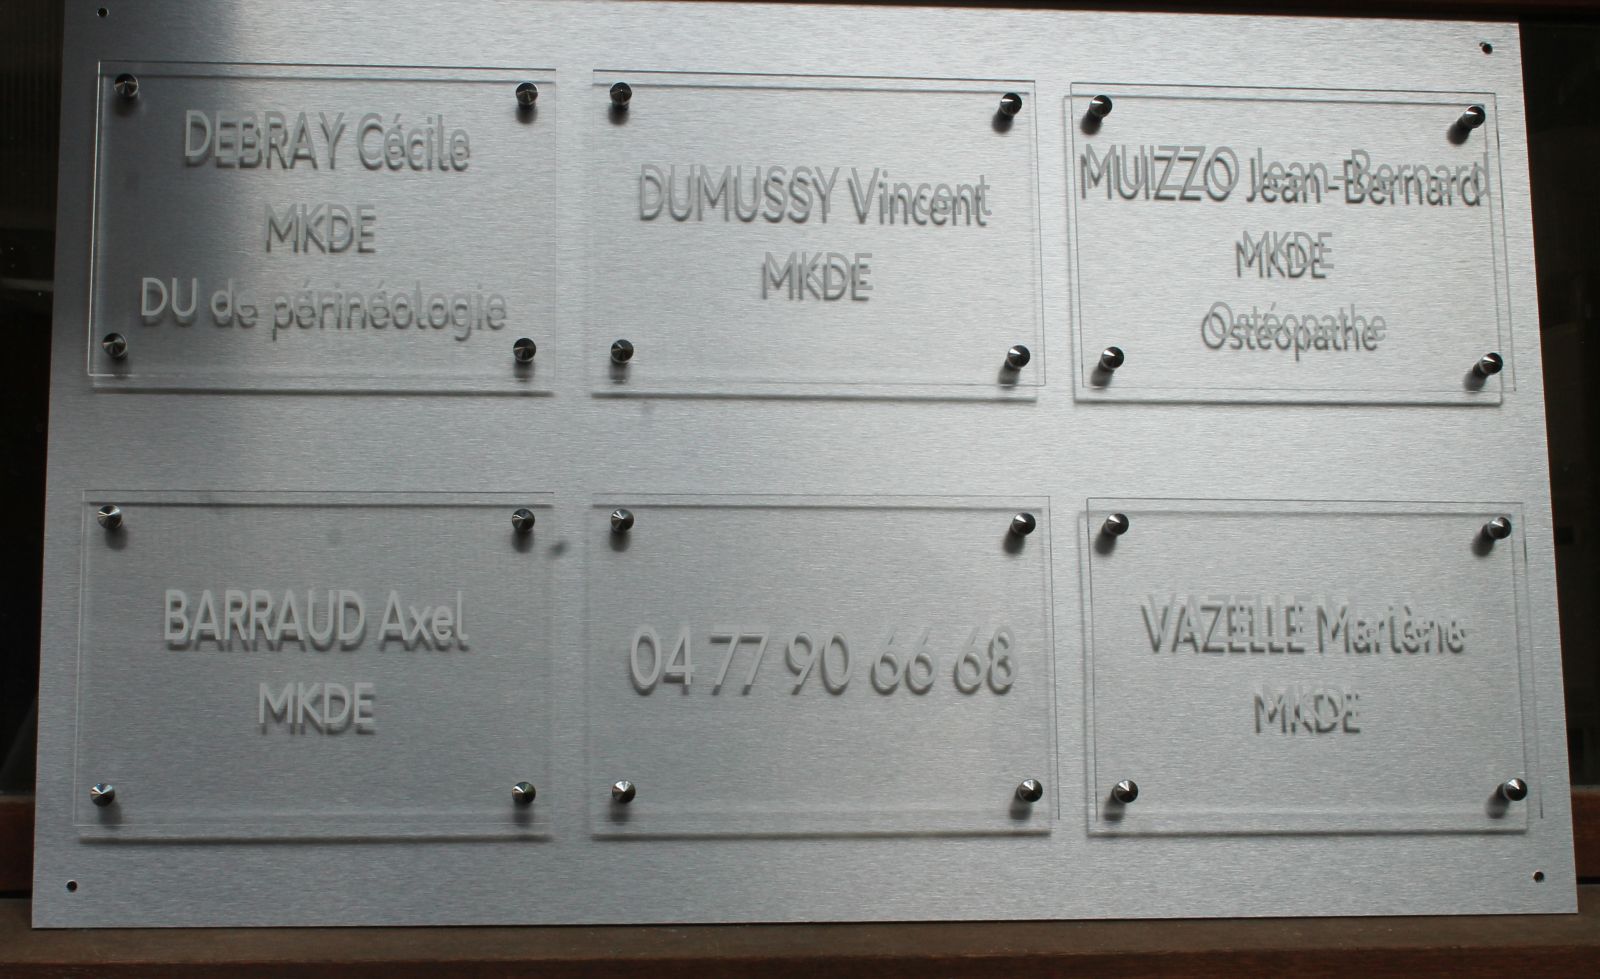 DEBRAY Cécile
MKDE
DU de périnéologie
DUMUSSY Vincent
MKDE
MUIZZO Jean-Bernard
MKDE
Ostéopathe
BARRAUD Axel
MKDE
04 77 90 66 68
VAZELLE Marlène
MKDE